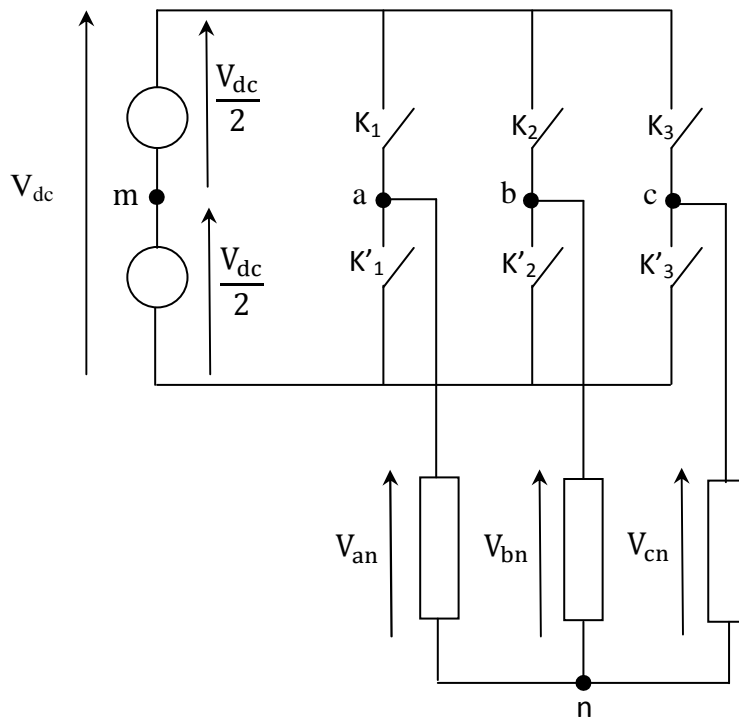 V_dc
V_dc/2
m
V_dc/2
K₁
K₂
K₃
a
b
c
K'₁
K'₂
K'₃
V_an
V_bn
V_cn
n